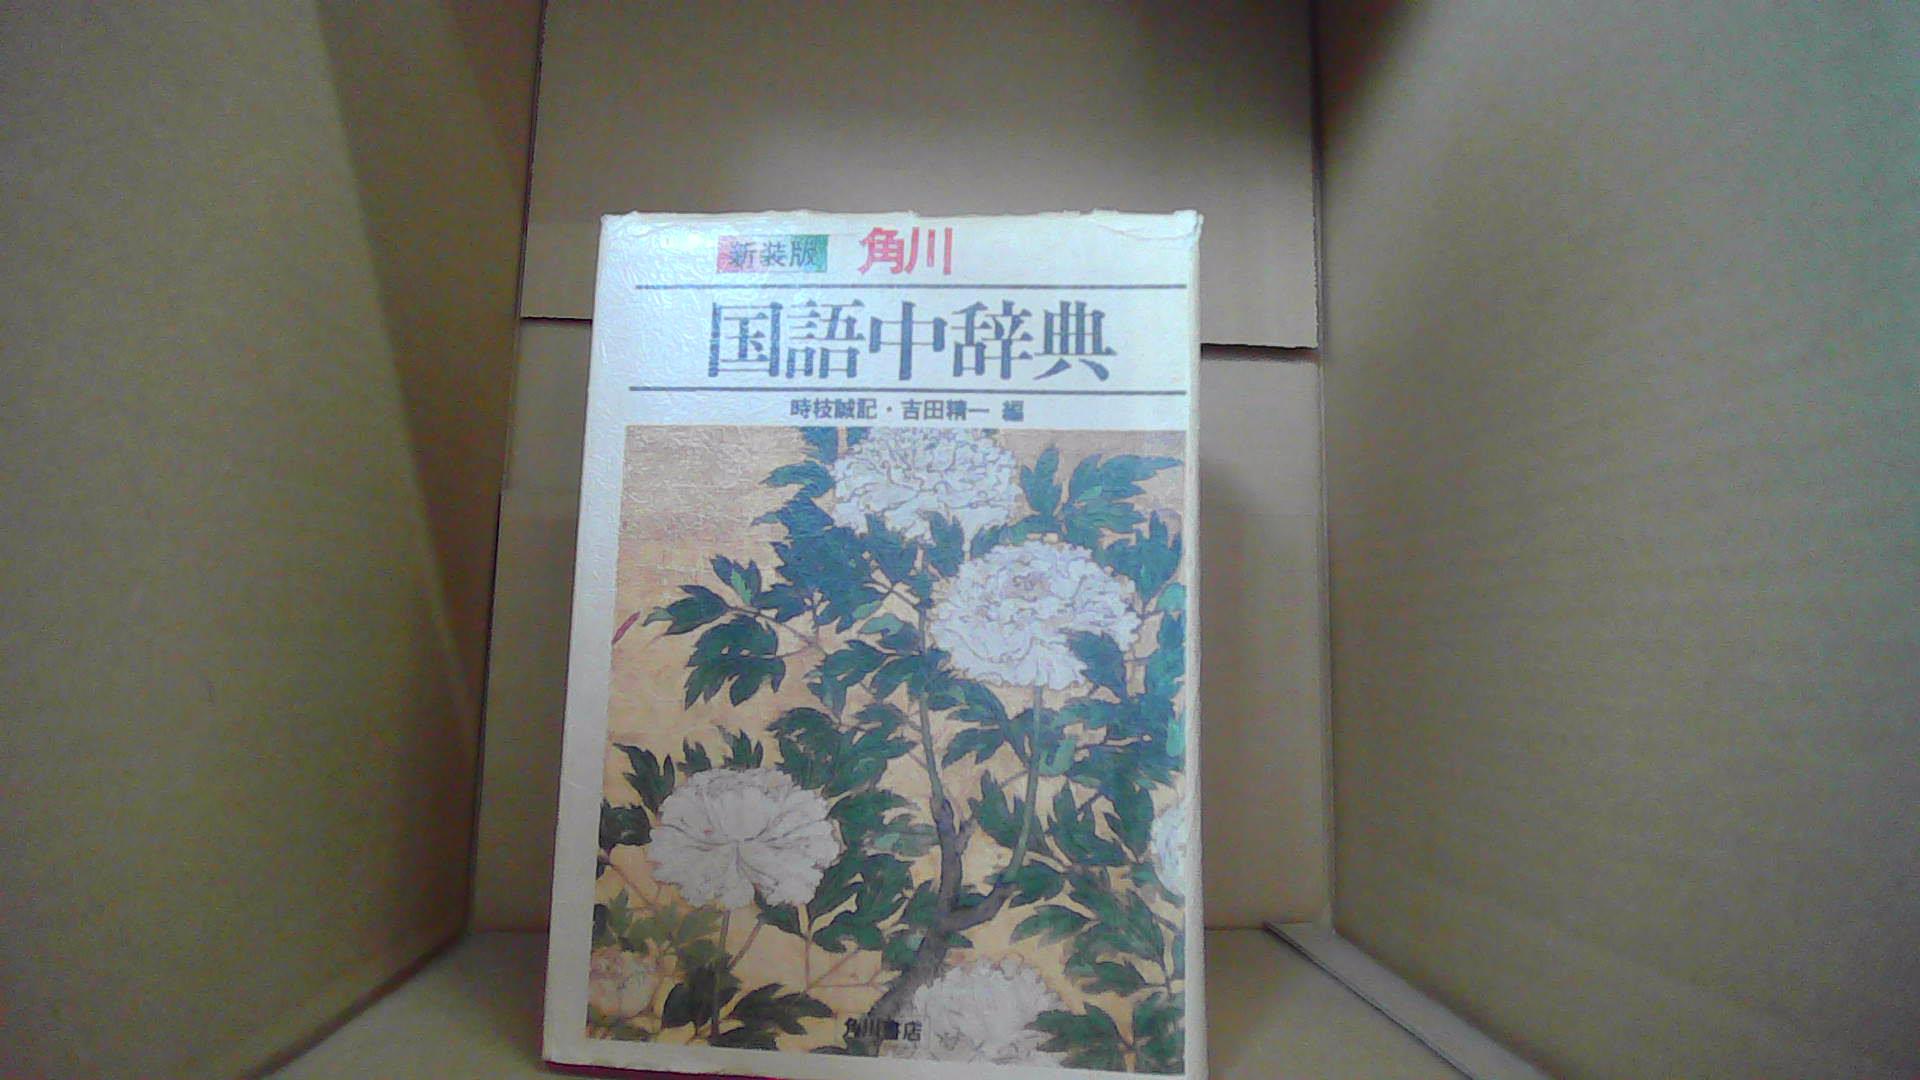 新装版 角川
国語中辞典
時枝誠記・吉田精一 編
角川書店